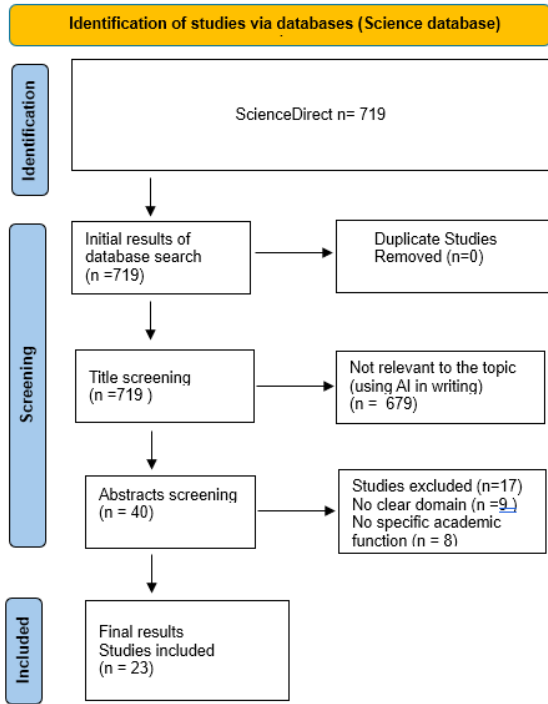 Identification of studies via databases (Science database)
Identification
ScienceDirect n= 719
Screening
Initial results of
database search
(n =719)
Duplicate Studies
Removed (n=0)
Title screening
(n =719 )
Not relevant to the topic
(using AI in writing)
(n =  679)
Abstracts screening
(n = 40)
Studies excluded (n=17)
No clear domain (n =9 )
No specific academic
function (n = 8)
Included
Final results
Studies included
(n = 23)